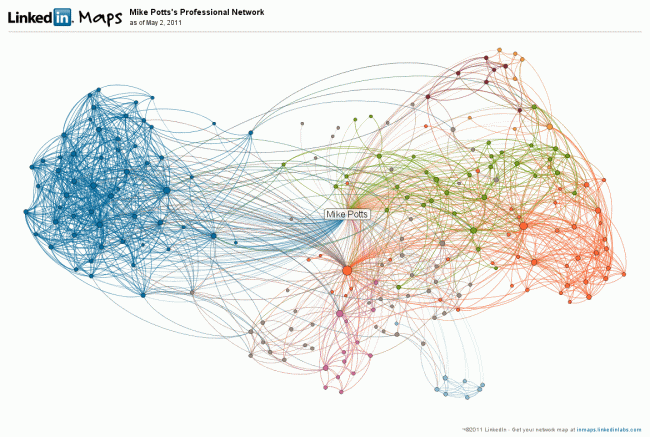 LinkedIn Maps
Mike Potts's Professional Network
as of May 2, 2011
Mike Potts
©2011 LinkedIn - Get your network map at inmaps.linkedinlabs.com